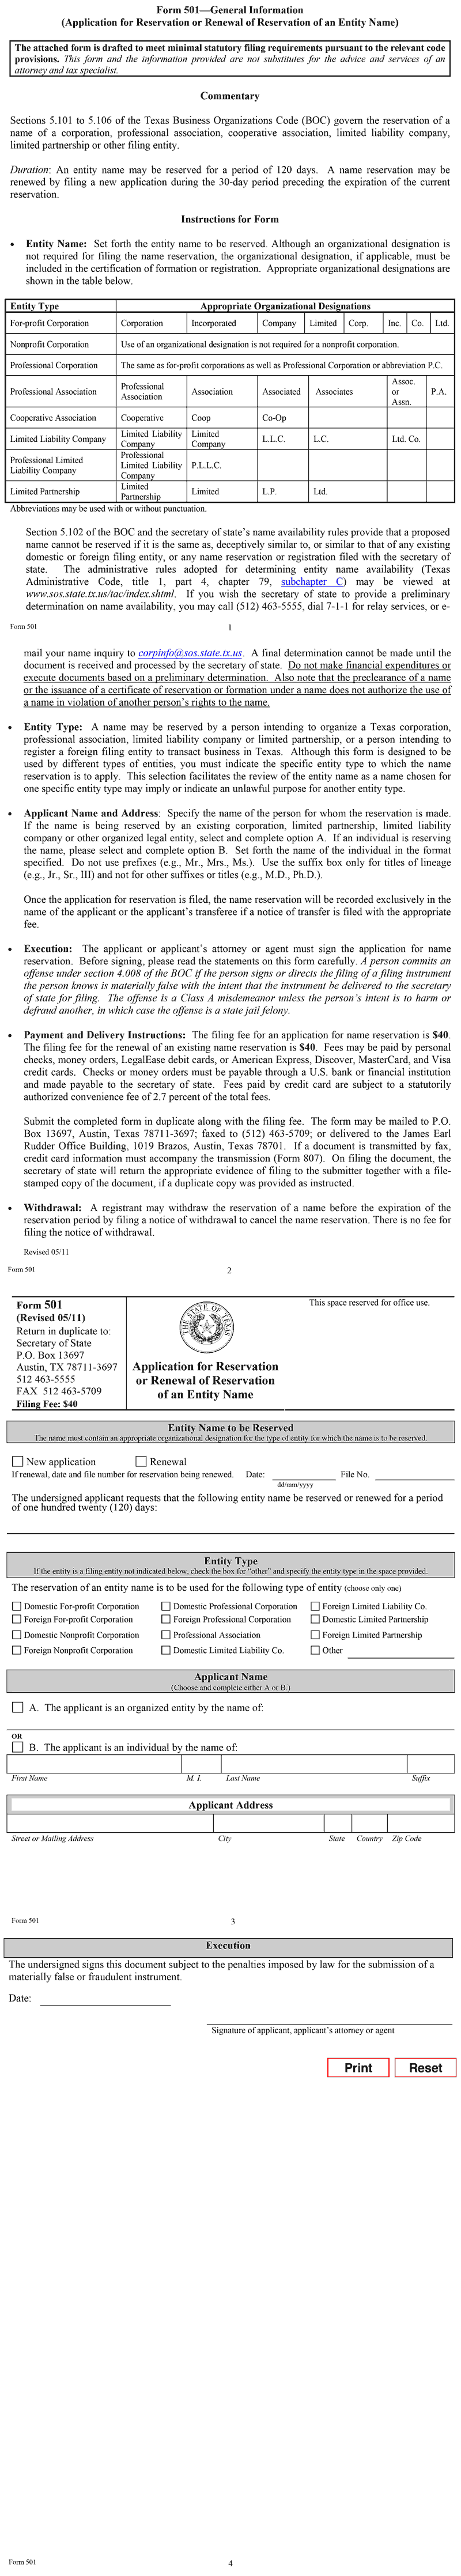 Form 501—General Information
(Application for Reservation or Renewal of Reservation of an Entity Name)
The attached form is drafted to meet minimal statutory filing requirements pursuant to the relevant code
provisions. This form and the information provided are not substitutes for the advice and services of an
attorney and tax specialist.
Commentary
Sections 5.101 to 5.106 of the Texas Business Organizations Code (BOC) govern the reservation of a
name of a corporation, professional association, cooperative association, limited liability company,
limited partnership or other filing entity.
Duration: An entity name may be reserved for a period of 120 days. A name reservation may be
renewed by filing a new application during the 30-day period preceding the expiration of the current
reservation.
Instructions for Form
• Entity Name: Set forth the entity name to be reserved. Although an organizational designation is
not required for filing the name reservation, the organizational designation, if applicable, must be
included in the certification of formation or registration. Appropriate organizational designations are
shown in the table below.
Entity Type Appropriate Organizational Designations
For-profit Corporation Corporation Incorporated Company Limited Corp. Inc. Co. Ltd.
Nonprofit Corporation Use of an organizational designation is not required for a nonprofit corporation.
Professional Corporation The same as for-profit corporations as well as Professional Corporation or abbreviation P.C.
Professional Association Professional Association Association Associated Associates Assoc. or Assn. P.A.
Cooperative Association Cooperative Coop Co-Op
Limited Liability Company Limited Liability Company Limited Company L.L.C. L.C. Ltd. Co.
Professional Limited Liability Company Professional Limited Liability Company P.L.L.C.
Limited Partnership Limited Partnership Limited L.P. Ltd.
Abbreviations may be used with or without punctuation.
Section 5.102 of the BOC and the secretary of state's name availability rules provide that a proposed
name cannot be reserved if it is the same as, deceptively similar to, or similar to that of any existing
domestic or foreign filing entity, or any name reservation or registration filed with the secretary of
state. The administrative rules adopted for determining entity name availability (Texas
Administrative Code, title 1, part 4, chapter 79, subchapter C) may be viewed at
www.sos.state.tx.us/tac/index.shtml. If you wish the secretary of state to provide a preliminary
determination on name availability, you may call (512) 463-5555, dial 7-1-1 for relay services, or e-
Form 501 1
mail your name inquiry to corpinfo@sos.state.tx.us. A final determination cannot be made until the
document is received and processed by the secretary of state. Do not make financial expenditures or
execute documents based on a preliminary determination. Also note that the preclearance of a name
or the issuance of a certificate of reservation or formation under a name does not authorize the use of
a name in violation of another person's rights to the name.
• Entity Type: A name may be reserved by a person intending to organize a Texas corporation,
professional association, limited liability company or limited partnership, or a person intending to
register a foreign filing entity to transact business in Texas. Although this form is designed to be
used by different types of entities, you must indicate the specific entity type to which the name
reservation is to apply. This selection facilitates the review of the entity name as a name chosen for
one specific entity type may imply or indicate an unlawful purpose for another entity type.
• Applicant Name and Address: Specify the name of the person for whom the reservation is made.
If the name is being reserved by an existing corporation, limited partnership, limited liability
company or other organized legal entity, select and complete option A. If an individual is reserving
the name, please select and complete option B. Set forth the name of the individual in the format
specified. Do not use prefixes (e.g., Mr., Mrs., Ms.). Use the suffix box only for titles of lineage
(e.g., Jr., Sr., III) and not for other suffixes or titles (e.g., M.D., Ph.D.).
Once the application for reservation is filed, the name reservation will be recorded exclusively in the
name of the applicant or the applicant's transferee if a notice of transfer is filed with the appropriate
fee.
• Execution: The applicant or applicant's attorney or agent must sign the application for name
reservation. Before signing, please read the statements on this form carefully. A person commits an
offense under section 4.008 of the BOC if the person signs or directs the filing of a filing instrument
the person knows is materially false with the intent that the instrument be delivered to the secretary
of state for filing. The offense is a Class A misdemeanor unless the person's intent is to harm or
defraud another, in which case the offense is a state jail felony.
• Payment and Delivery Instructions: The filing fee for an application for name reservation is $40.
The filing fee for the renewal of an existing name reservation is $40. Fees may be paid by personal
checks, money orders, LegalEase debit cards, or American Express, Discover, MasterCard, and Visa
credit cards. Checks or money orders must be payable through a U.S. bank or financial institution
and made payable to the secretary of state. Fees paid by credit card are subject to a statutorily
authorized convenience fee of 2.7 percent of the total fees.
Submit the completed form in duplicate along with the filing fee. The form may be mailed to P.O.
Box 13697, Austin, Texas 78711-3697; faxed to (512) 463-5709; or delivered to the James Earl
Rudder Office Building, 1019 Brazos, Austin, Texas 78701. If a document is transmitted by fax,
credit card information must accompany the transmission (Form 807). On filing the document, the
secretary of state will return the appropriate evidence of filing to the submitter together with a file-
stamped copy of the document, if a duplicate copy was provided as instructed.
• Withdrawal: A registrant may withdraw the reservation of a name before the expiration of the
reservation period by filing a notice of withdrawal to cancel the name reservation. There is no fee for
filing the notice of withdrawal.
Revised 05/11
Form 501 2
Form 501
(Revised 05/11)
Return in duplicate to:
Secretary of State
P.O. Box 13697
Austin, TX 78711-3697
512 463-5555
FAX 512 463-5709
Filing Fee: $40
THE STATE OF TEXAS
Application for Reservation
or Renewal of Reservation
of an Entity Name
This space reserved for office use.
Entity Name to be Reserved
The name must contain an appropriate organizational designation for the type of entity for which the name is to be reserved.
New application Renewal
If renewal, date and file number for reservation being renewed. Date: File No.
dd/mm/yyyy
The undersigned applicant requests that the following entity name be reserved or renewed for a period
of one hundred twenty (120) days:
Entity Type
If the entity is a filing entity not indicated below, check the box for "other" and specify the entity type in the space provided.
The reservation of an entity name is to be used for the following type of entity (choose only one)
Domestic For-profit Corporation Domestic Professional Corporation Foreign Limited Liability Co.
Foreign For-profit Corporation Foreign Professional Corporation Domestic Limited Partnership
Domestic Nonprofit Corporation Professional Association Foreign Limited Partnership
Foreign Nonprofit Corporation Domestic Limited Liability Co. Other
Applicant Name
(Choose and complete either A or B.)
A. The applicant is an organized entity by the name of:
OR
B. The applicant is an individual by the name of:
First Name M. I. Last Name Suffix
Applicant Address
Street or Mailing Address City State Country Zip Code
Form 501 3
Execution
The undersigned signs this document subject to the penalties imposed by law for the submission of a
materially false or fraudulent instrument.
Date:
Signature of applicant, applicant's attorney or agent
Print Reset
Form 501 4